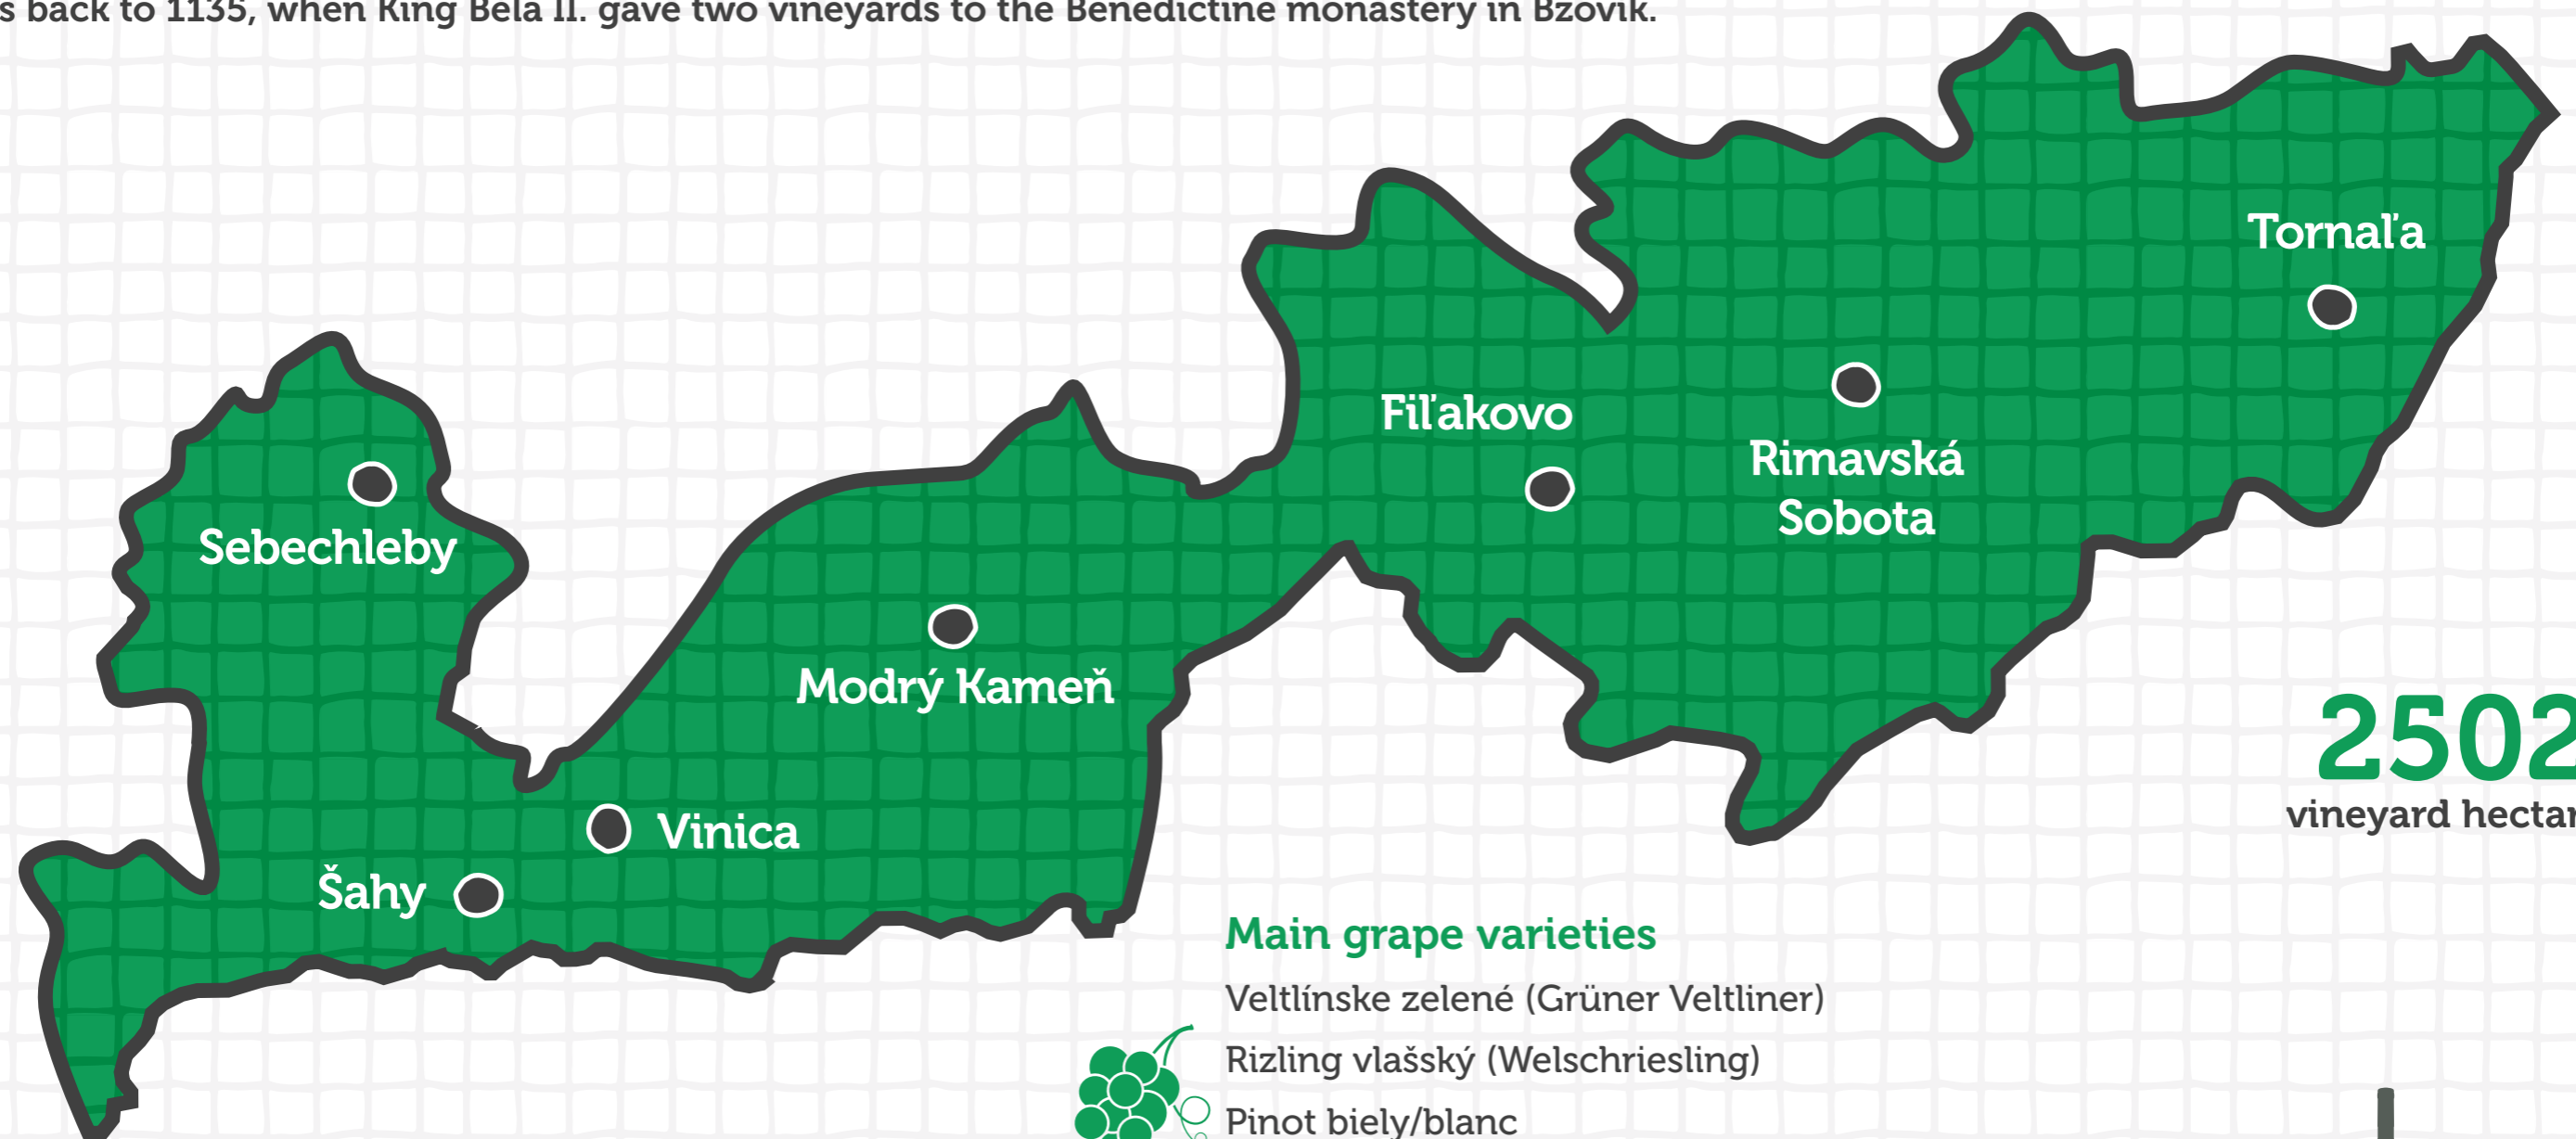 s back to 1135, when King Bela II. gave two vineyards to the Benedictine monastery in Bzovik.
Tornaľa
Fiľakovo
Rimavská
Sobota
Sebechleby
Modrý Kameň
Vinica
Šahy
2502
vineyard hectar
Main grape varieties
Veltlínske zelené (Grüner Veltliner)
Rizling vlašský (Welschriesling)
Pinot biely/blanc